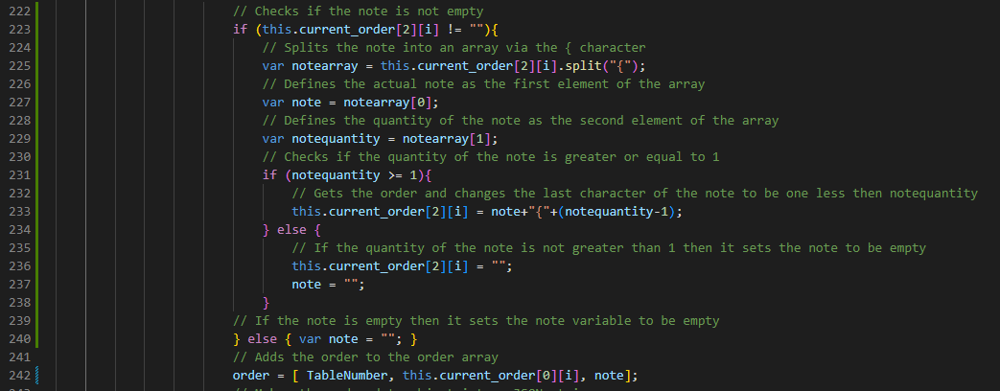 222 // Checks if the note is not empty
223 if (this.current_order[2][i] != ""){
224 // Splits the note into an array via the { character
225 var notearray = this.current_order[2][i].split("{");
226 // Defines the actual note as the first element of the array
227 var note = notearray[0];
228 // Defines the quantity of the note as the second element of the array
229 var notequantity = notearray[1];
230 // Checks if the quantity of the note is greater or equal to 1
231 if (notequantity >= 1){
232 // Gets the order and changes the last character of the note to be one less then notequantity
233 this.current_order[2][i] = note+"{"+(notequantity-1);
234 } else {
235 // If the quantity of the note is not greater than 1 then it sets the note to be empty
236 this.current_order[2][i] = "";
237 note = "";
238 }
239 // If the note is empty then it sets the note variable to be empty
240 } else { var note = ""; }
241 // Adds the order to the order array
242 order = [ TableNumber, this.current_order[0][i], note];